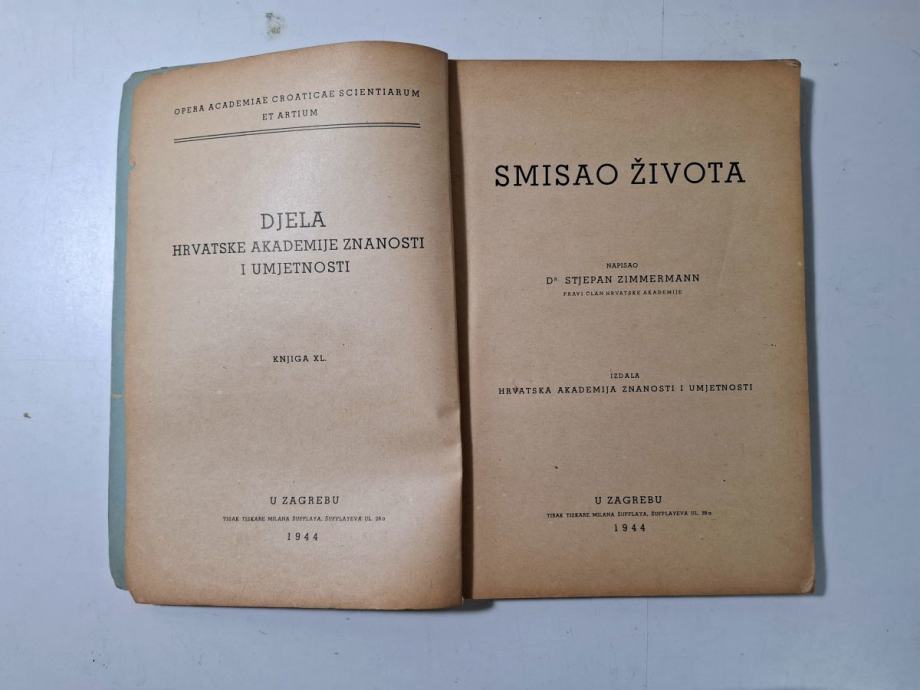 OPERA ACADEMIAE CROATICAE SCIENTIARUM
ET ARTIUM
DJELA
HRVATSKE AKADEMIJE ZNANOSTI
I UMJETNOSTI
KNJIGA XL.
U ZAGREBU
TISAK TISKARE MILANA ŠUFFLAYA, ŠUFFLAYEVA UL. 28a
1944
SMISAO ŽIVOTA
NAPISAO
DR STJEPAN ZIMMERMANN
PRAVI ČLAN HRVATSKE AKADEMIJE
IZDALA
HRVATSKA AKADEMIJA ZNANOSTI I UMJETNOSTI
U ZAGREBU
TISAK TISKARE MILANA ŠUFFLAYA, ŠUFFLAYEVA UL. 28a
1944